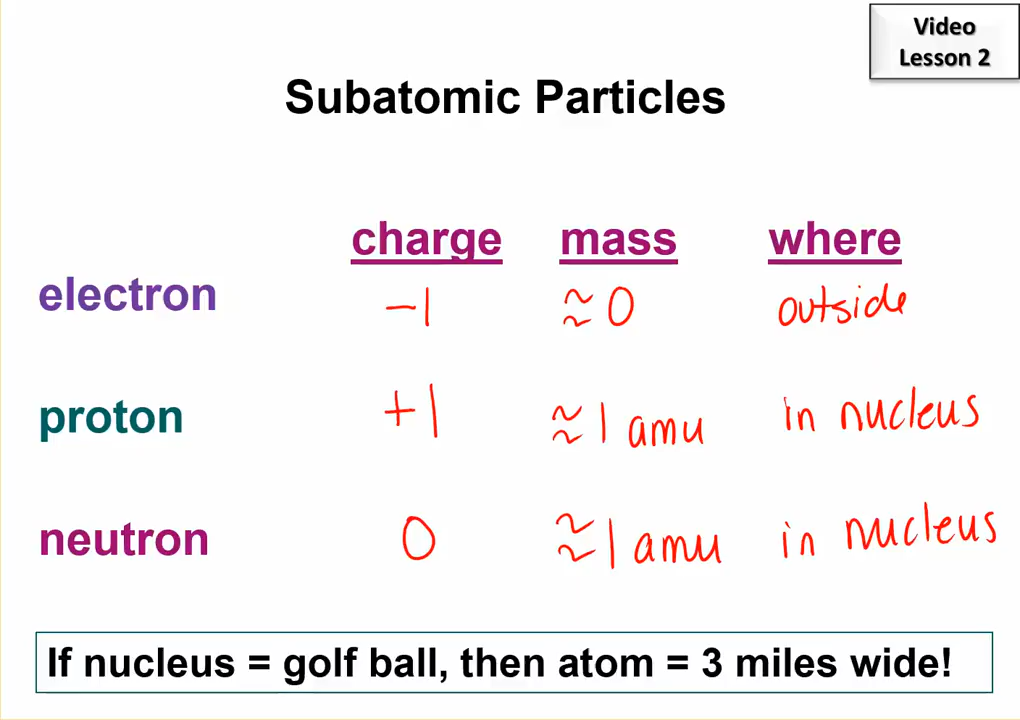 Video
Lesson 2
Subatomic Particles
charge mass where
electron -1 ≈ 0 outside
proton +1 ≈ 1 amu in nucleus
neutron 0 ≈ 1 amu in nucleus
If nucleus = golf ball, then atom = 3 miles wide!